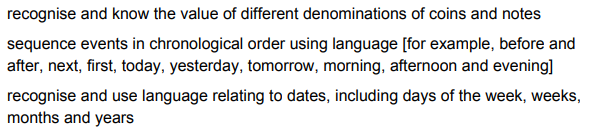 recognise and know the value of different denominations of coins and notes
sequence events in chronological order using language [for example, before and
after, next, first, today, yesterday, tomorrow, morning, afternoon and evening]
recognise and use language relating to dates, including days of the week, weeks,
months and years